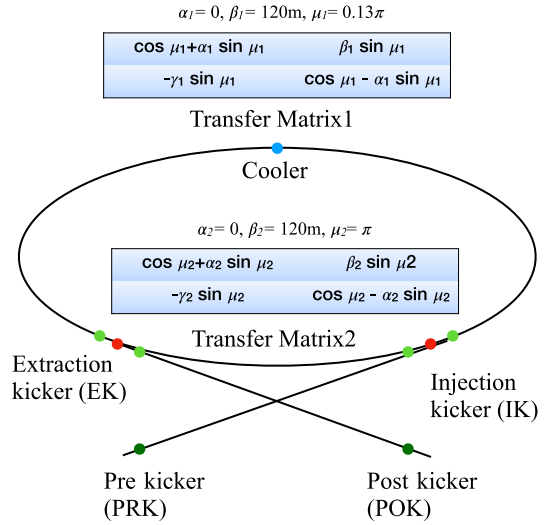 α₁= 0, β₁ = 120m, μ₁= 0.13π
cos μ₁+α₁ sin μ₁ β₁ sin μ₁
-γ₁ sin μ₁ cos μ₁ - α₁ sin μ₁
Transfer Matrix1
Cooler
α₂= 0, β₂= 120m, μ₂= π
cos μ₂+α₂ sin μ₂ β₂ sin μ2
-γ₂ sin μ₂ cos μ₂ - α₂ sin μ₂
Transfer Matrix2
Extraction
kicker (EK)
Injection
kicker (IK)
Pre kicker
(PRK)
Post kicker
(POK)